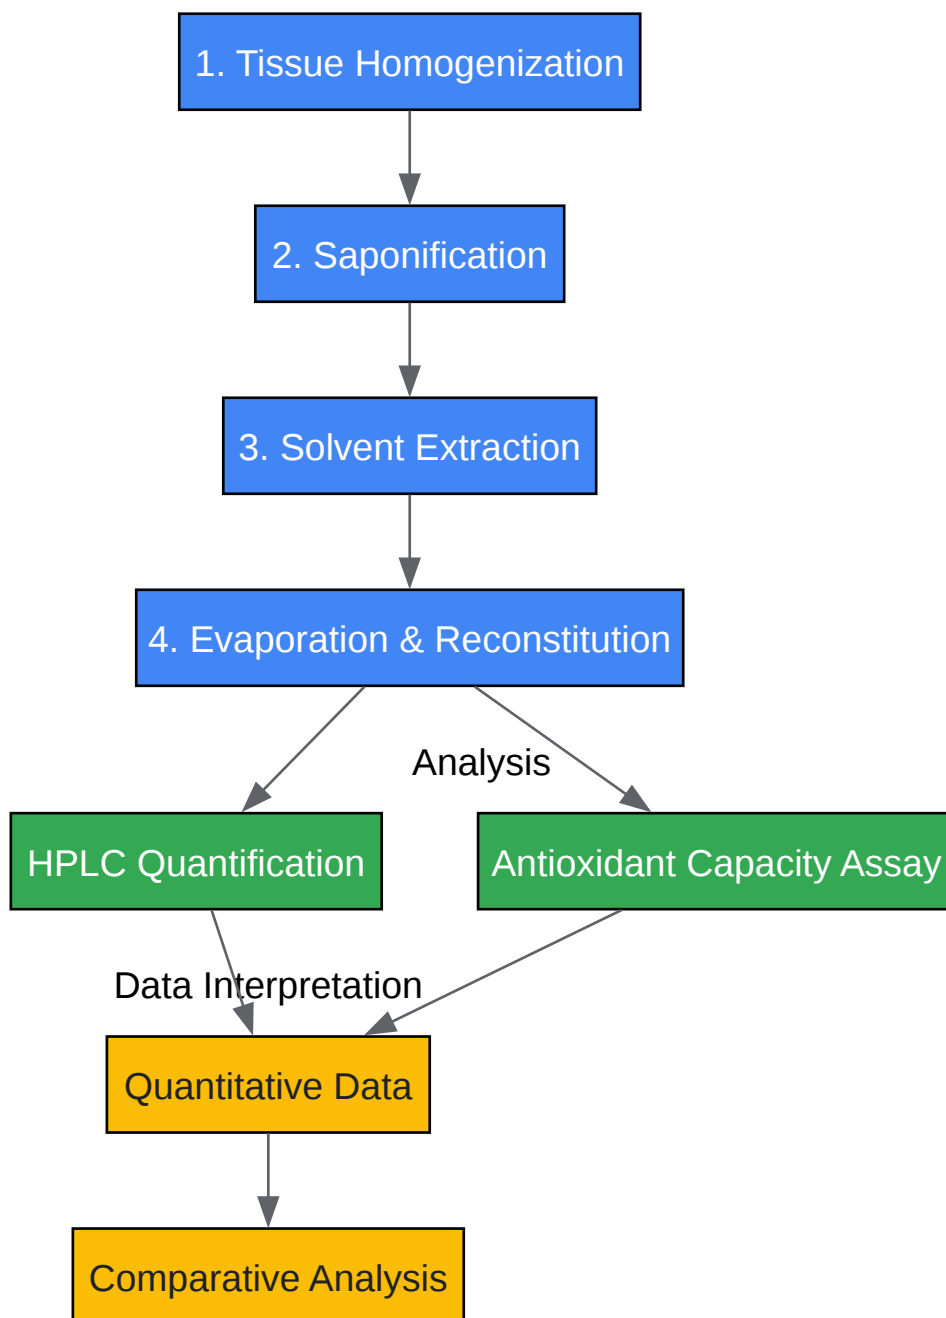 1. Tissue Homogenization
2. Saponification
3. Solvent Extraction
4. Evaporation & Reconstitution
Analysis
HPLC Quantification
Antioxidant Capacity Assay
Data Interpretation
Quantitative Data
Comparative Analysis